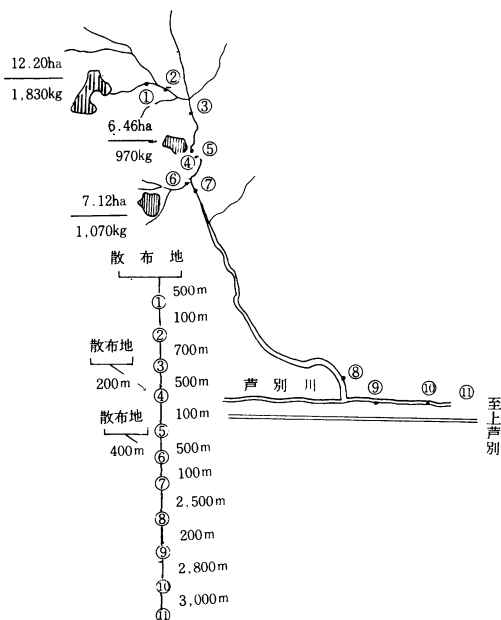 12.20ha
1,830kg
①
②
③
6.46ha
970kg
④
⑤
⑥
⑦
7.12ha
1,070kg
散布地
500m
①
100m
②
700m
散布地
③
200m
500m
④
100m
散布地
⑤
400m
500m
⑥
100m
⑦
2,500m
⑧
200m
⑨
2,800m
⑩
3,000m
⑪
⑧
芦別川
⑨
⑩
⑪
至上芦別